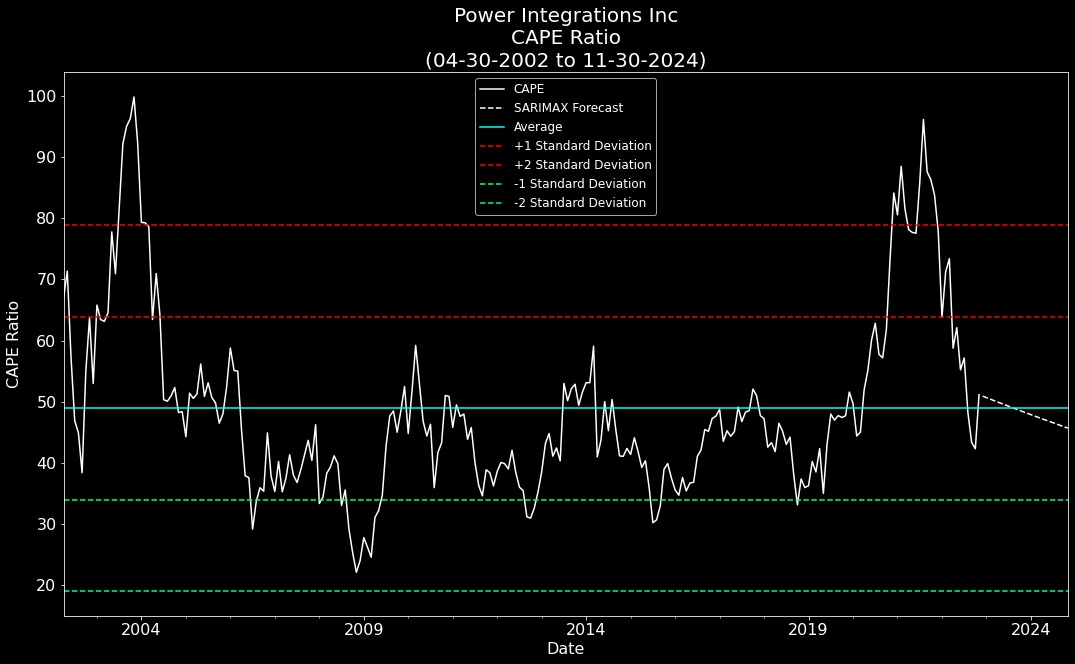 Power Integrations Inc
CAPE Ratio
(04-30-2002 to 11-30-2024)
CAPE
SARIMAX Forecast
Average
+1 Standard Deviation
+2 Standard Deviation
-1 Standard Deviation
-2 Standard Deviation
CAPE Ratio
100
90
80
70
60
50
40
30
20
2004
2009
2014
2019
2024
Date